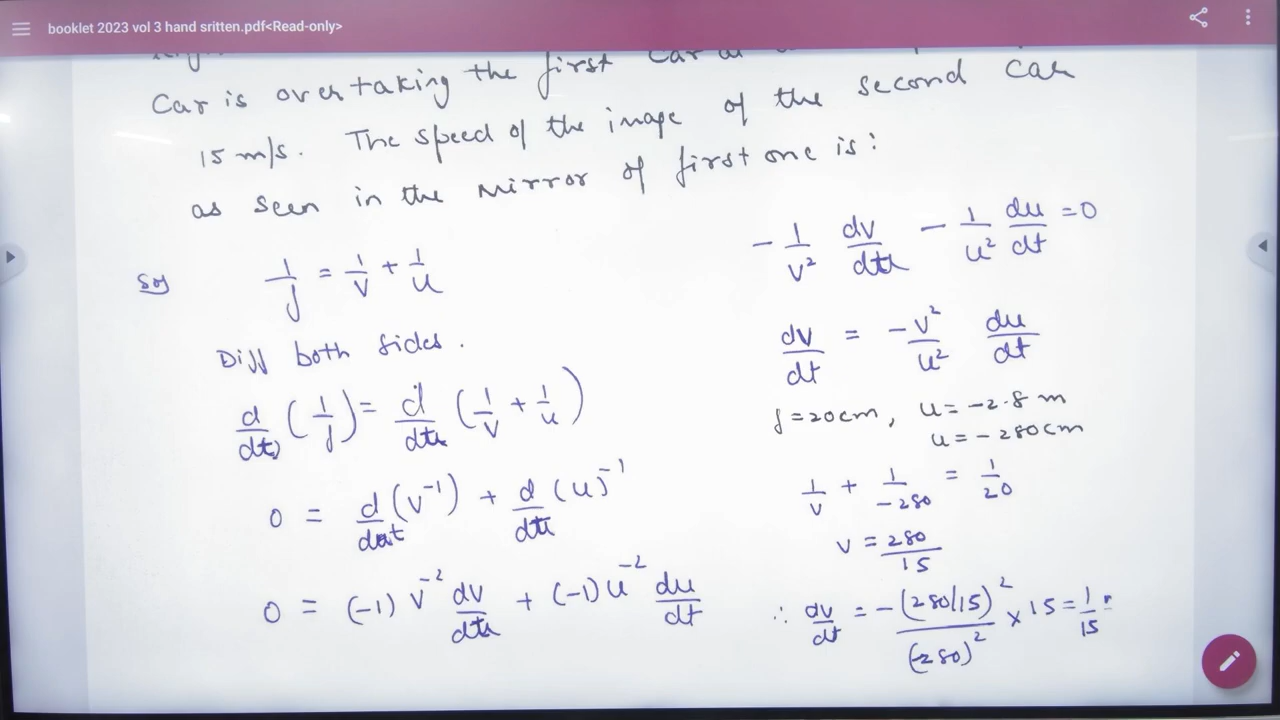 booklet 2023 vol 3 hand sritten.pdf<Read-only>
Car is overtaking the first car
15 m/s. The speed of the image of the second car
as seen in the mirror of first one is:
Sol 1/f = 1/v + 1/u
Diff both sides.
d/dt (1/f) = d/dt (1/v + 1/u)
0 = d/dt (v⁻¹) + d/dt (u)⁻¹
0 = (-1) v⁻² dv/dt + (-1) u⁻² du/dt
- 1/v² dv/dt - 1/u² du/dt = 0
dv/dt = -v²/u² du/dt
f = 20cm, u = -2.8 m
u = -280cm
1/v + 1/-280 = 1/20
v = 280/15
∴ dv/dt = -(280/15)²/(-280)² × 15 = 1/15